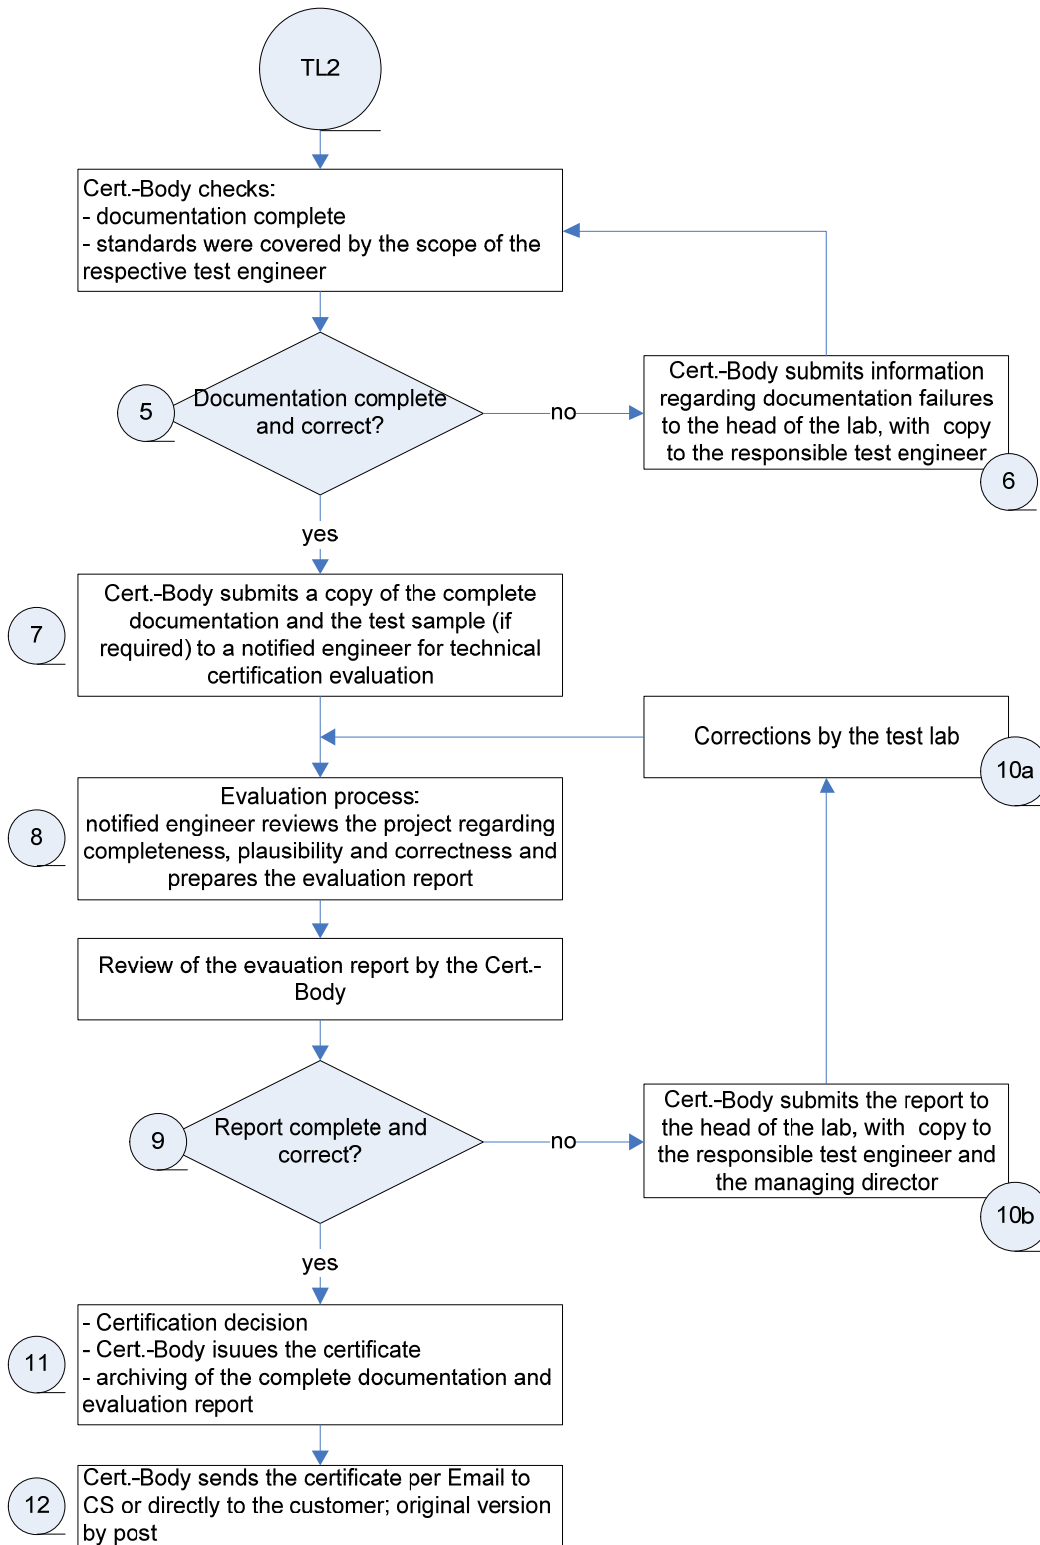 TL2
Cert.-Body checks:
- documentation complete
- standards were covered by the scope of the
respective test engineer
5
Documentation complete
and correct?
no
Cert.-Body submits information
regarding documentation failures
to the head of the lab, with  copy
to the responsible test engineer
6
yes
7
Cert.-Body submits a copy of the complete
documentation and the test sample (if
required) to a notified engineer for technical
certification evaluation
Corrections by the test lab
10a
8
Evaluation process:
notified engineer reviews the project regarding
completeness, plausibility and correctness and
prepares the evaluation report
Review of the evauation report by the Cert.-
Body
9
Report complete and
correct?
no
Cert.-Body submits the report to
the head of the lab, with  copy to
the responsible test engineer and
the managing director
10b
yes
11
- Certification decision
- Cert.-Body isuues the certificate
- archiving of the complete documentation and
evaluation report
12
Cert.-Body sends the certificate per Email to
CS or directly to the customer; original version
by post